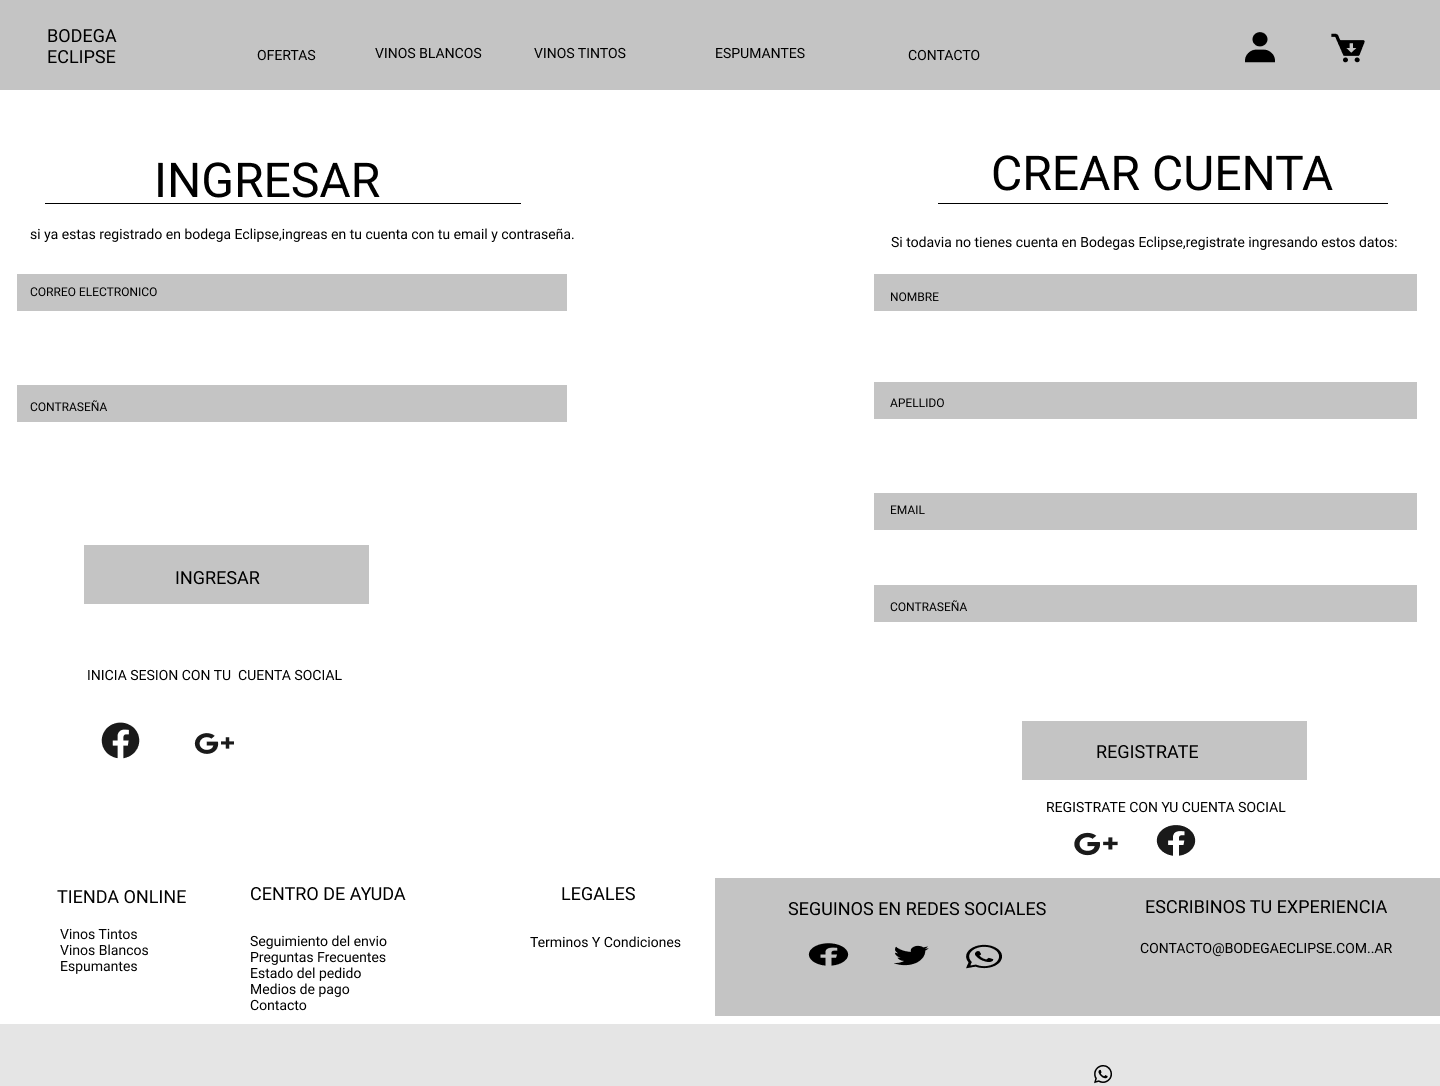 BODEGA
ECLIPSE
OFERTAS
VINOS BLANCOS
VINOS TINTOS
ESPUMANTES
CONTACTO
INGRESAR
si ya estas registrado en bodega Eclipse,ingreas en tu cuenta con tu email y contraseña.
CORREO ELECTRONICO
CONTRASEÑA
INGRESAR
INICIA SESION CON TU  CUENTA SOCIAL
G+
CREAR CUENTA
Si todavia no tienes cuenta en Bodegas Eclipse,registrate ingresando estos datos:
NOMBRE
APELLIDO
EMAIL
CONTRASEÑA
REGISTRATE
REGISTRATE CON YU CUENTA SOCIAL
G+
TIENDA ONLINE
Vinos Tintos
Vinos Blancos
Espumantes
CENTRO DE AYUDA
Seguimiento del envio
Preguntas Frecuentes
Estado del pedido
Medios de pago
Contacto
LEGALES
Terminos Y Condiciones
SEGUINOS EN REDES SOCIALES
ESCRIBINOS TU EXPERIENCIA
CONTACTO@BODEGAECLIPSE.COM..AR